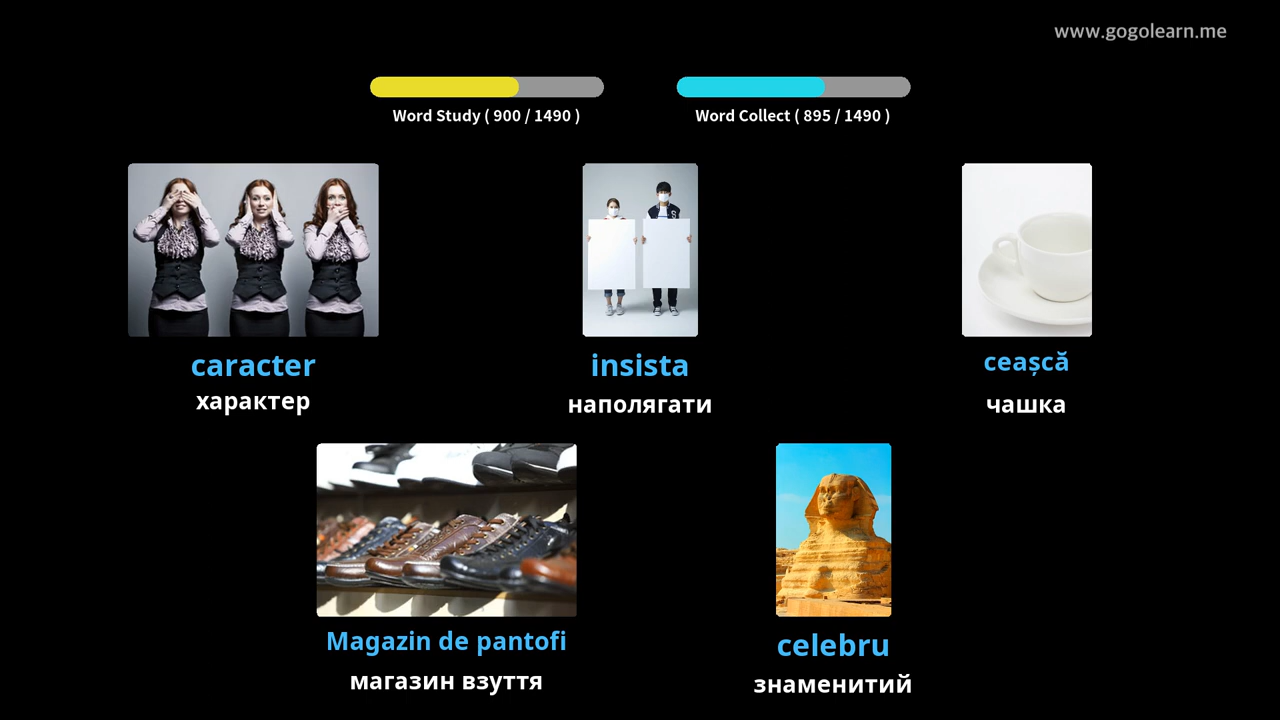 www.gogolearn.me
Word Study ( 900 / 1490 )
Word Collect ( 895 / 1490 )
caracter
характер
insista
наполягати
ceașcă
чашка
Magazin de pantofi
магазин взуття
celebru
знаменитий